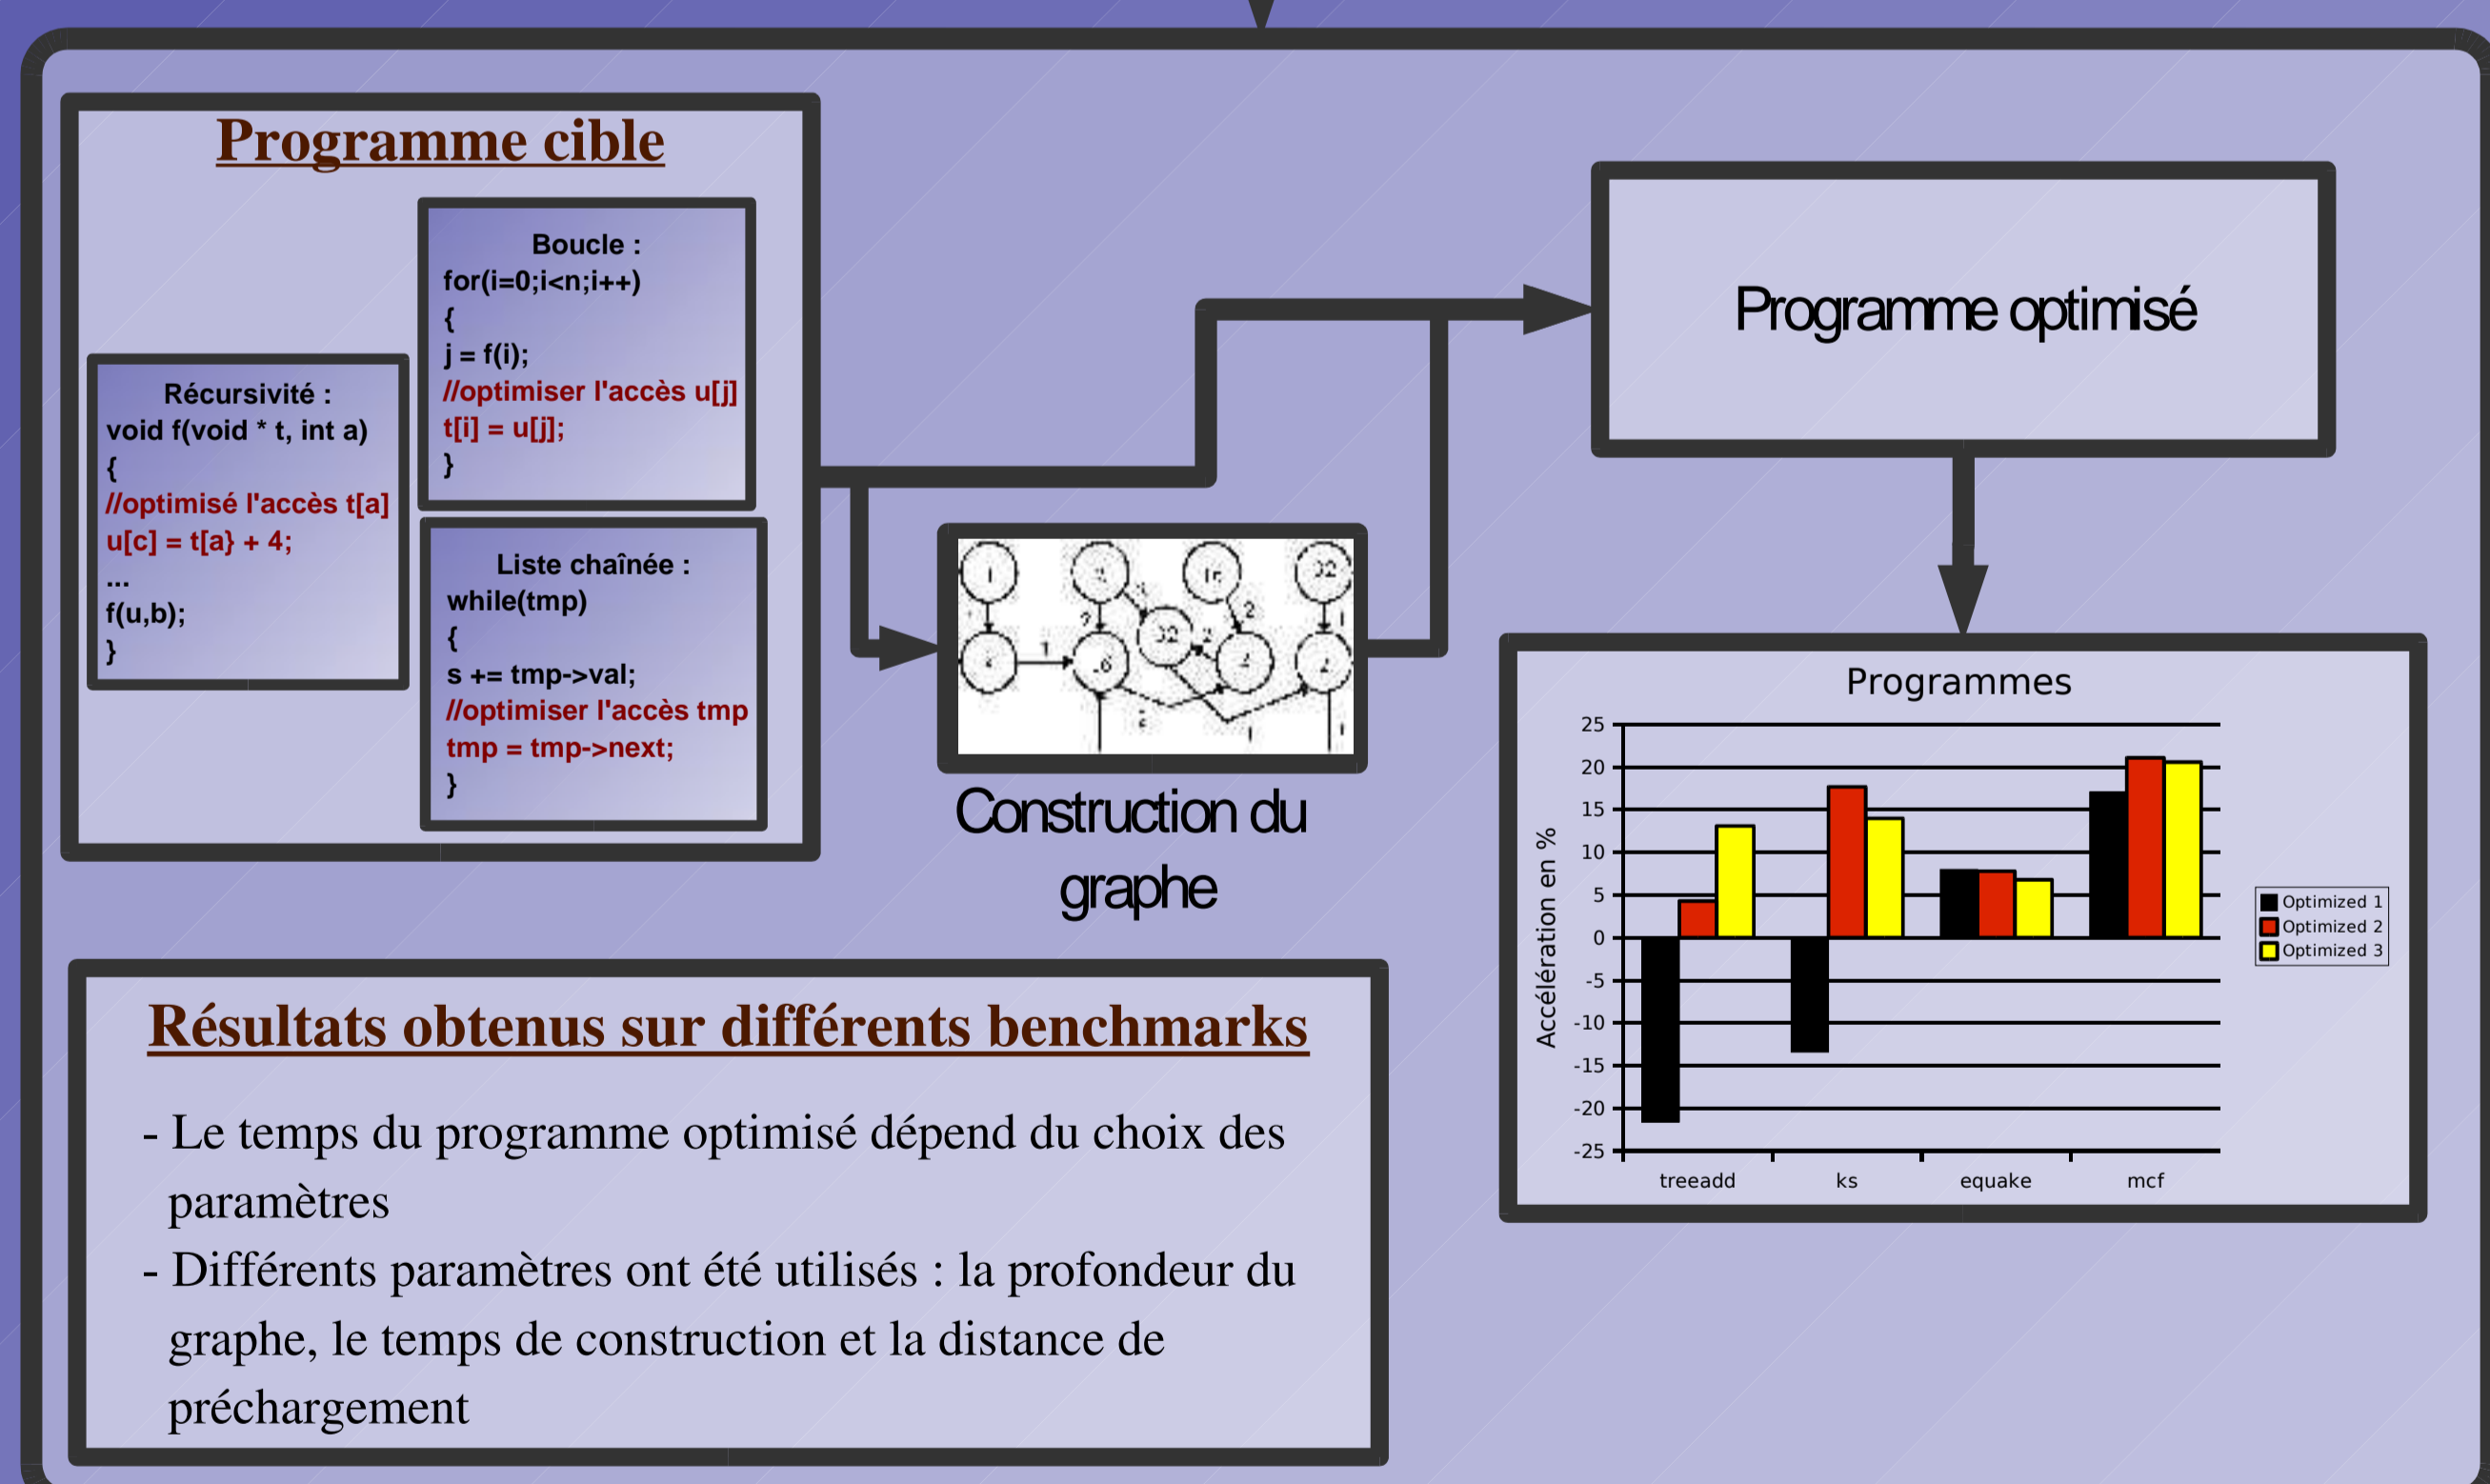 Programme cible
Boucle :
for(i=0;i<n;i++)
{
j = f(i);
//optimiser l'accès u[j]
t[i] = u[j];
}
Récursivité :
void f(void * t, int a)
{
//optimisé l'accès t[a]
u[c] = t[a} + 4;
...
f(u,b);
}
Liste chaînée :
while(tmp)
{
s += tmp->val;
//optimiser l'accès tmp
tmp = tmp->next;
}
Construction du
graphe
Programme optimisé
Programmes
Accélération en %
25
20
15
10
5
0
-5
-10
-15
-20
-25
treeadd ks equake mcf
Optimized 1
Optimized 2
Optimized 3
Résultats obtenus sur différents benchmarks
- Le temps du programme optimisé dépend du choix des
paramètres
- Différents paramètres ont été utilisés : la profondeur du
graphe, le temps de construction et la distance de
préchargement